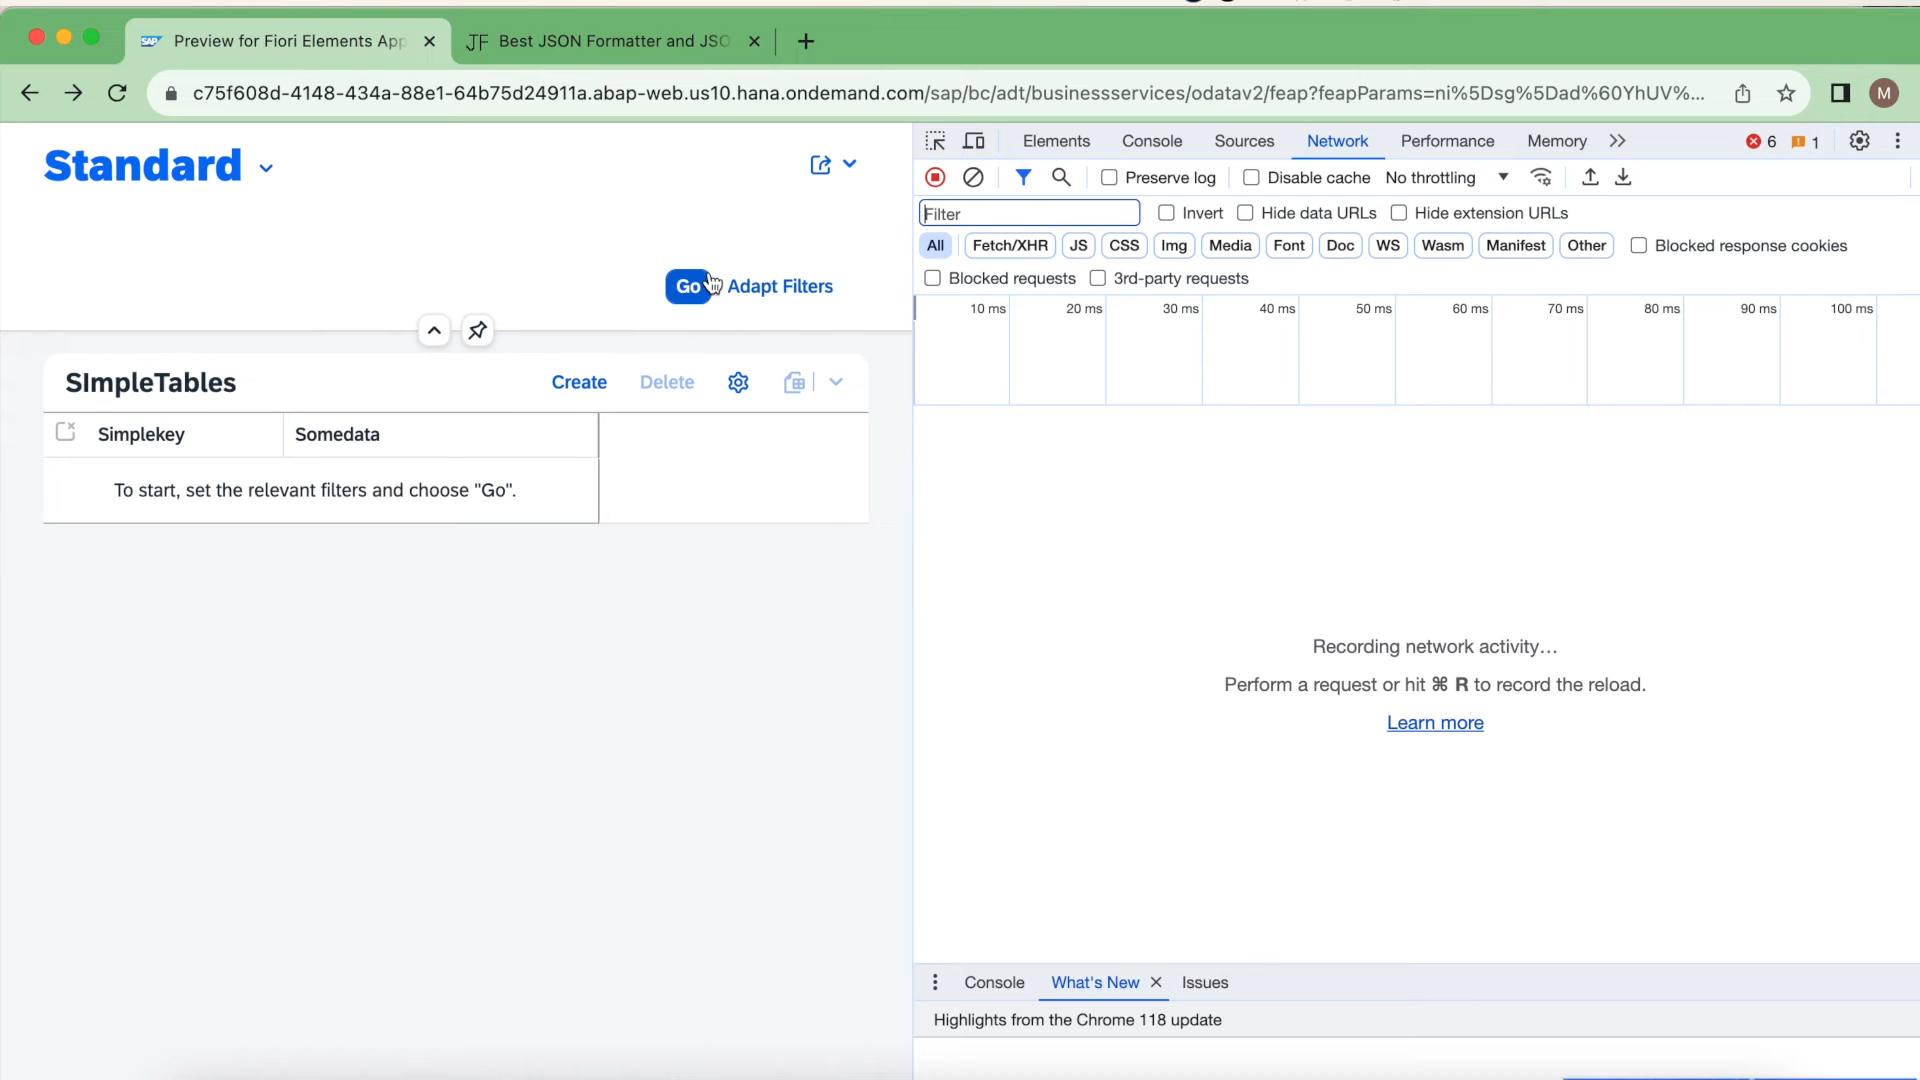 Preview for Fiori Elements App
JF Best JSON Formatter and JSO
c75f608d-4148-434a-88e1-64b75d24911a.abap-web.us10.hana.ondemand.com/sap/bc/adt/businessservices/odatav2/feap?feapParams=ni%5Dsg%5Dad%60YhUV%...
M
Standard
Go Adapt Filters
SImpleTables
Create Delete
Simplekey Somedata
To start, set the relevant filters and choose "Go".
Elements Console Sources Network Performance Memory 6 1
Preserve log Disable cache No throttling
Filter Invert Hide data URLs Hide extension URLs
All Fetch/XHR JS CSS Img Media Font Doc WS Wasm Manifest Other Blocked response cookies
Blocked requests 3rd-party requests
10 ms 20 ms 30 ms 40 ms 50 ms 60 ms 70 ms 80 ms 90 ms 100 ms
Recording network activity…
Perform a request or hit ⌘ R to record the reload.
Learn more
Console What's New Issues
Highlights from the Chrome 118 update